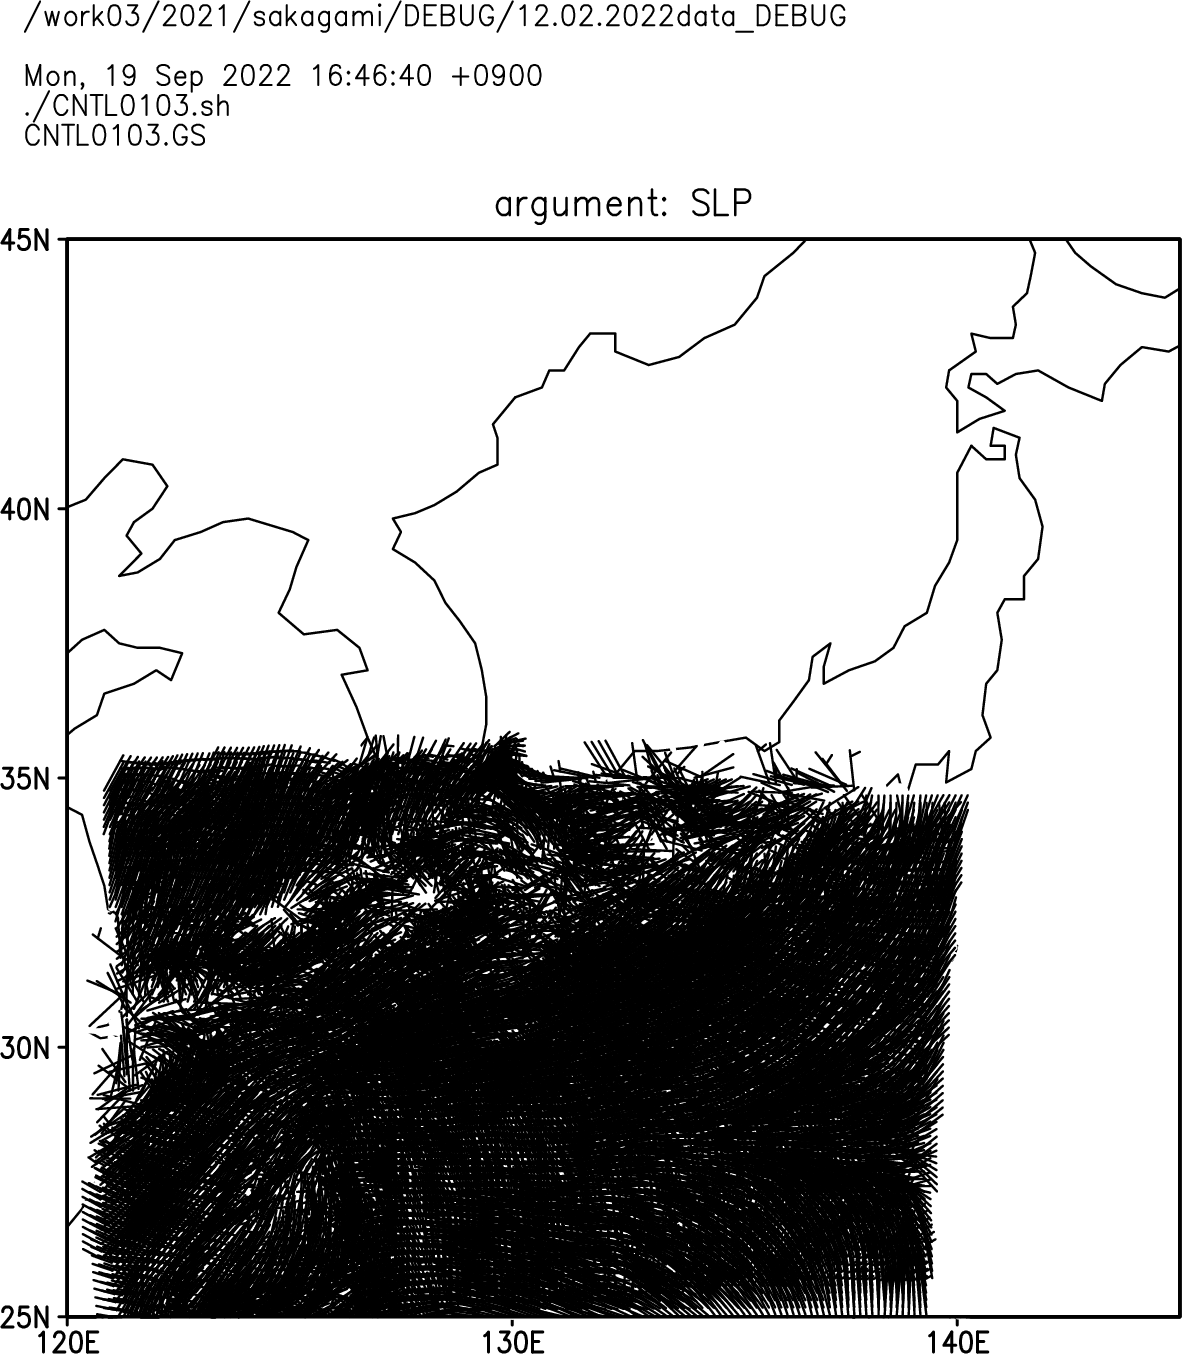 /work03/2021/sakagami/DEBUG/12.02.2022data_DEBUG
Mon, 19 Sep 2022 16:46:40 +0900
./CNTL0103.sh
CNTL0103.GS
argument: SLP
45N
40N
35N
30N
25N
120E 130E 140E